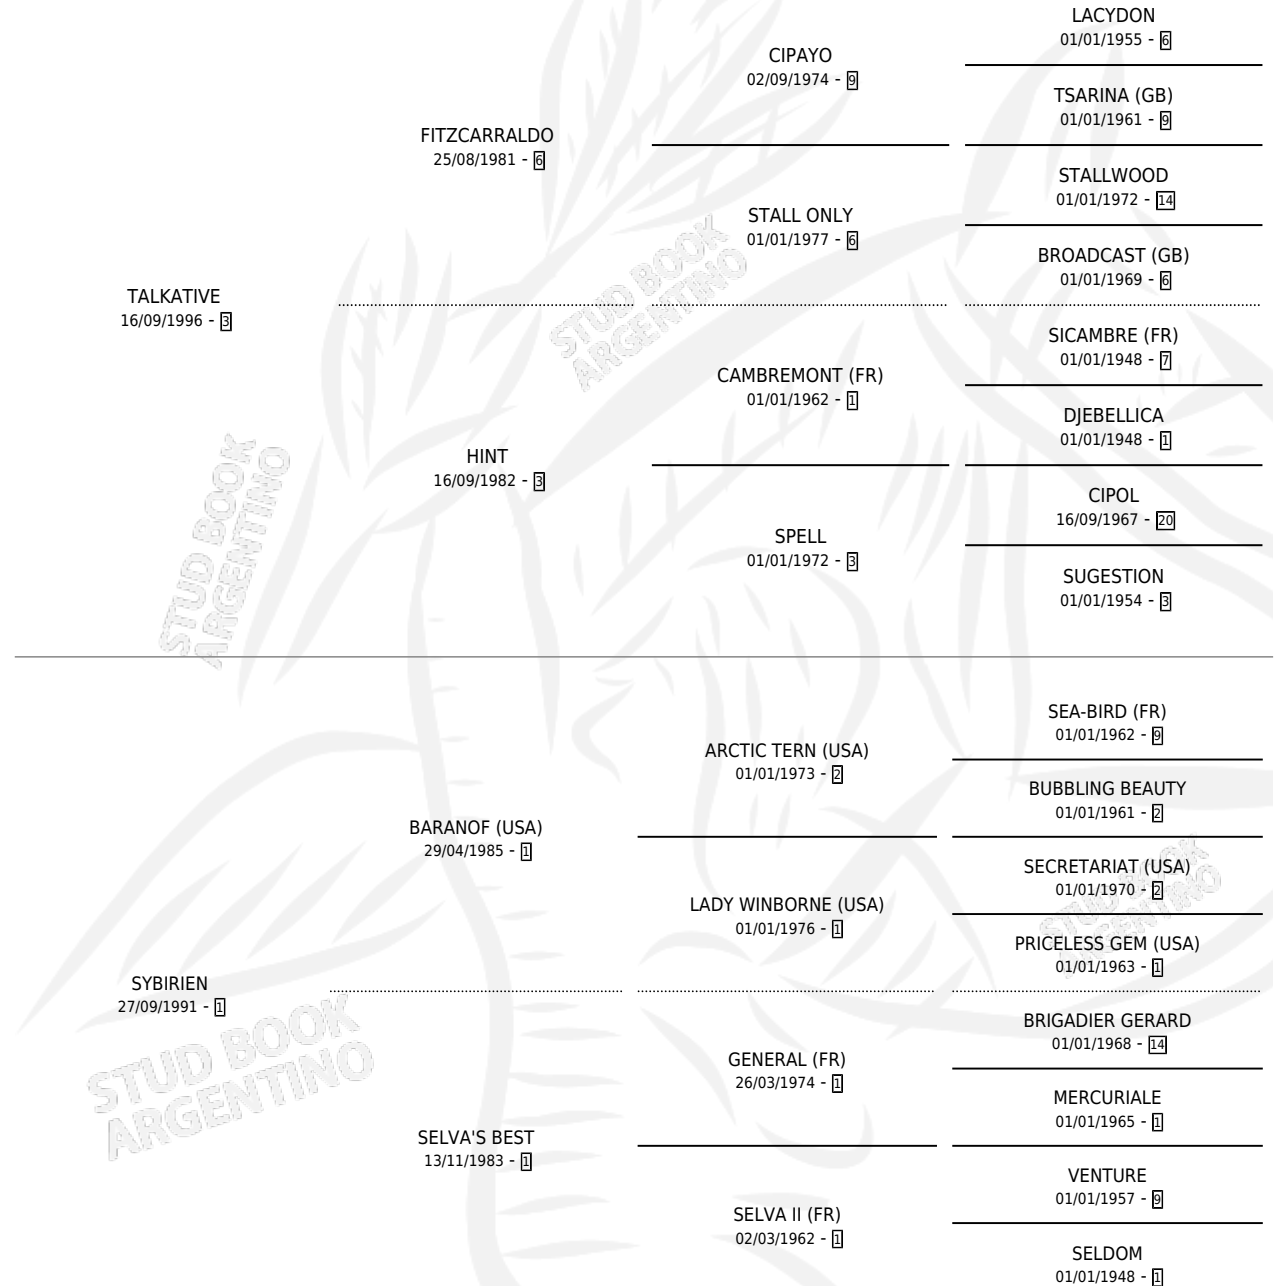 LACYDON
01/01/1955 - 6
CIPAYO
02/09/1974 - 9
TSARINA (GB)
01/01/1961 - 9
FITZCARRALDO
25/08/1981 - 6
STALLWOOD
01/01/1972 - 14
STALL ONLY
01/01/1977 - 6
BROADCAST (GB)
01/01/1969 - 6
TALKATIVE
16/09/1996 - 3
STUD BOOK
ARGENTINO
SICAMBRE (FR)
01/01/1948 - 7
CAMBREMONT (FR)
01/01/1962 - 1
DJEBELLICA
01/01/1948 - 1
HINT
16/09/1982 - 3
CIPOL
16/09/1967 - 20
SPELL
01/01/1972 - 3
SUGESTION
01/01/1954 - 3
STUD BOOK
ARGENTINO
SEA-BIRD (FR)
01/01/1962 - 9
ARCTIC TERN (USA)
01/01/1973 - 2
BUBBLING BEAUTY
01/01/1961 - 2
BARANOF (USA)
29/04/1985 - 1
SECRETARIAT (USA)
01/01/1970 - 2
LADY WINBORNE (USA)
01/01/1976 - 1
PRICELESS GEM (USA)
01/01/1963 - 1
STUD BOOK
ARGENTINO
SYBIRIEN
27/09/1991 - 1
BRIGADIER GERARD
01/01/1968 - 14
GENERAL (FR)
26/03/1974 - 1
MERCURIALE
01/01/1965 - 1
STUD BOOK
ARGENTINO
SELVA'S BEST
13/11/1983 - 1
VENTURE
01/01/1957 - 9
SELVA II (FR)
02/03/1962 - 1
SELDOM
01/01/1948 - 1